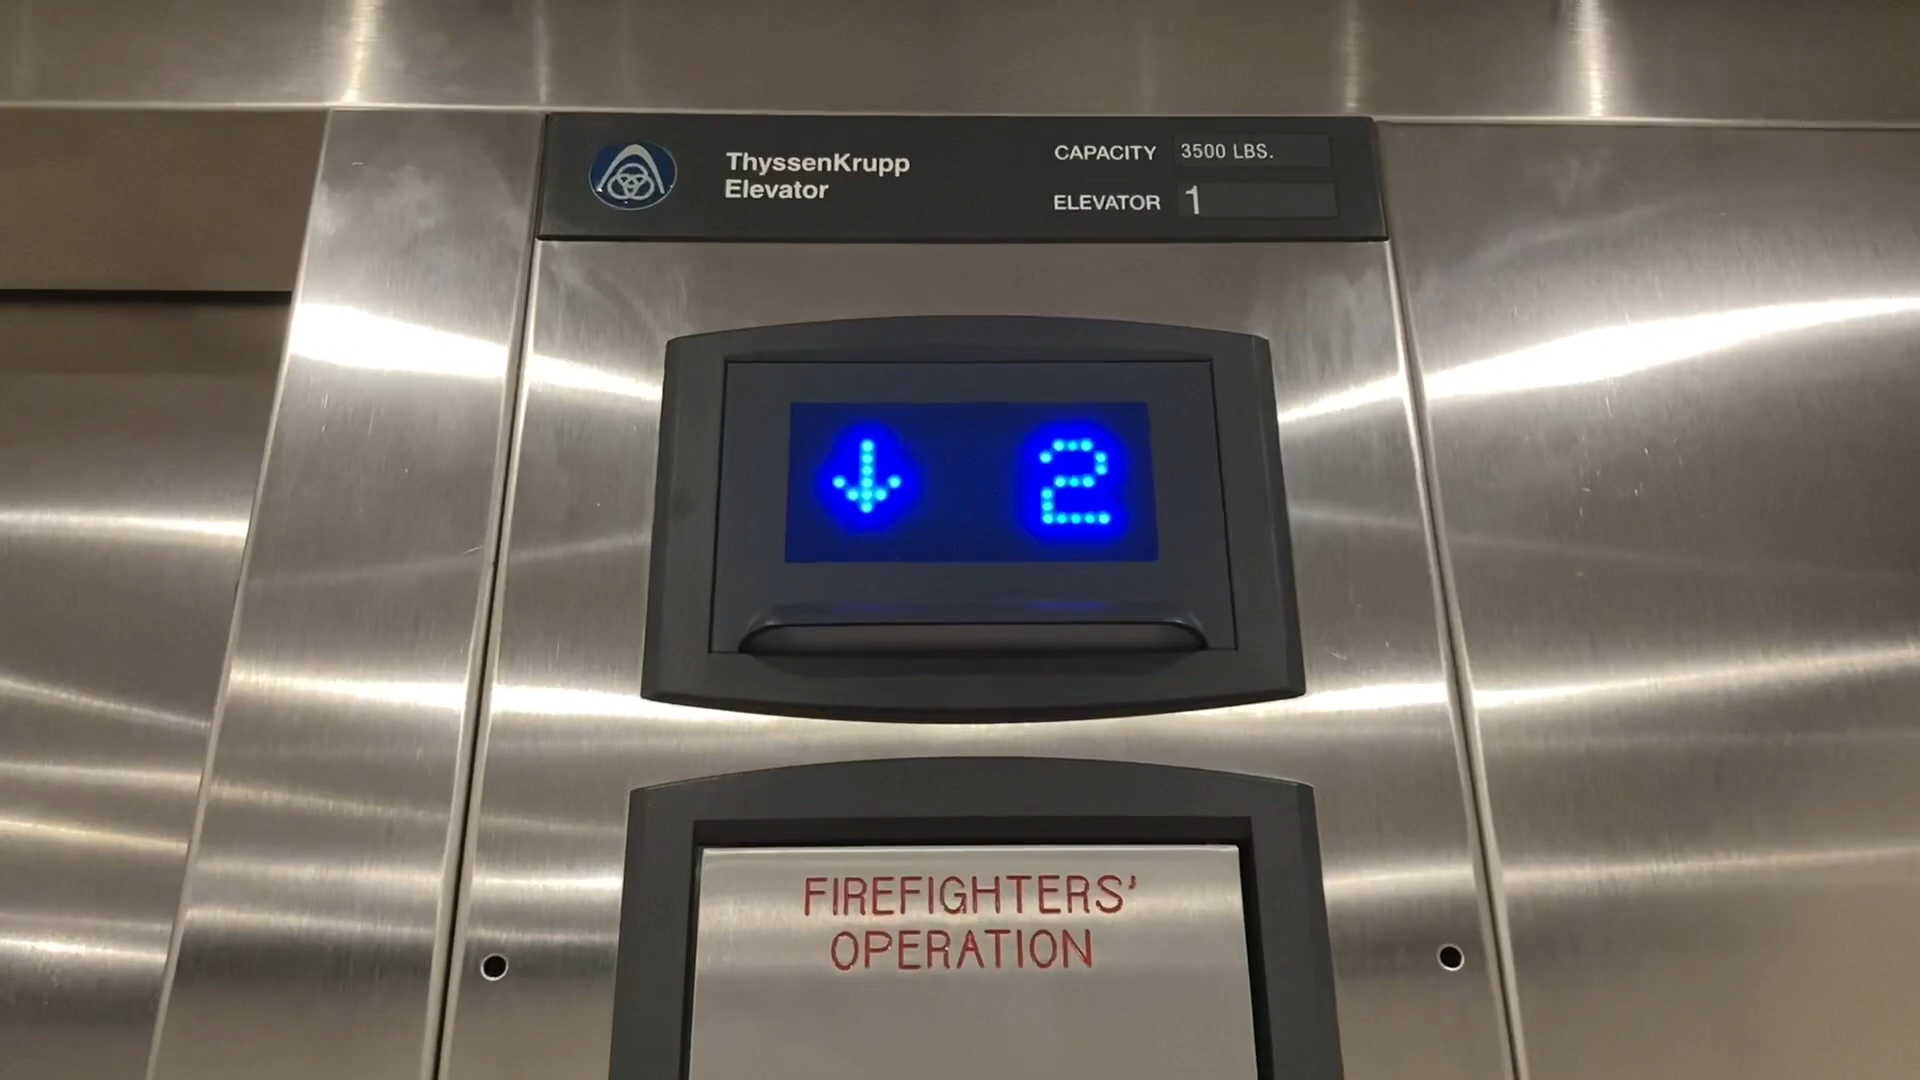 ThyssenKrupp
Elevator
CAPACITY 3500 LBS.
ELEVATOR 1
↓ 2
FIREFIGHTERS'
OPERATION